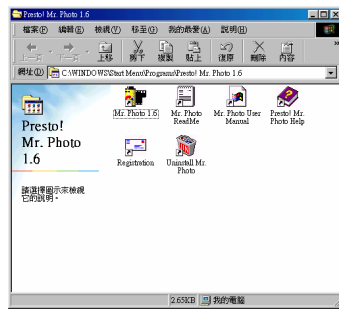 Presto! Mr. Photo 1.6
檔案(F) 編輯(E) 檢視(V) 移至(G) 我的最愛(A) 說明(H)
上一頁 下一頁 上移 剪下 複製 貼上 復原 刪除 內容
網址(D) C:\WINDOWS\Start Menu\Programs\Presto! Mr. Photo 1.6
Presto!
Mr. Photo
1.6
請選擇圖示來檢視
它的說明。
Mr. Photo 1.6
Mr. Photo
ReadMe
Mr. Photo User
Manual
Presto! Mr.
Photo Help
Registration
Uninstall Mr.
Photo
2.65KB 我的電腦